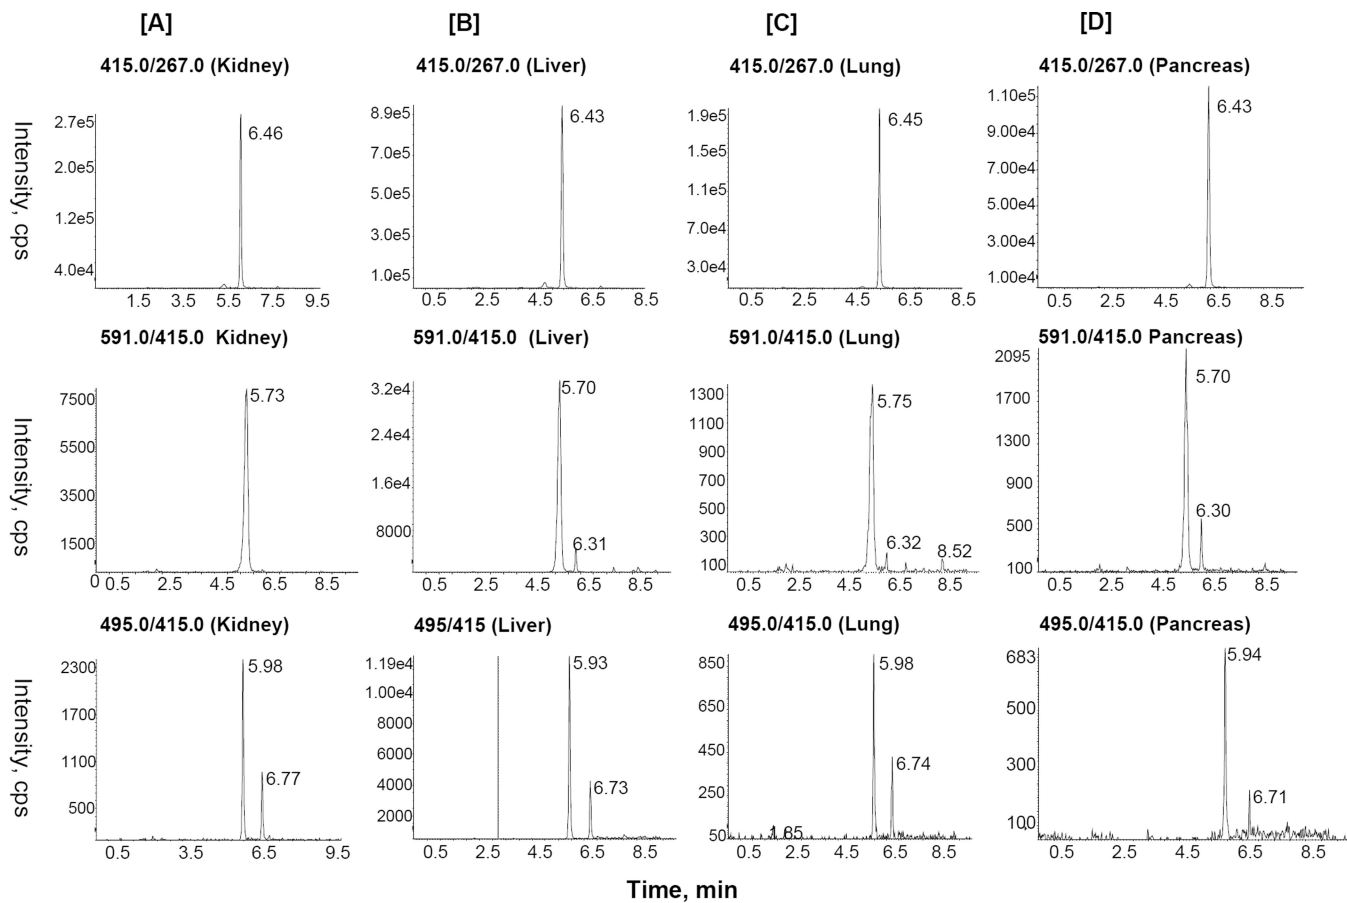 [A] [B] [C] [D]
415.0/267.0 (Kidney) 415.0/267.0 (Liver) 415.0/267.0 (Lung) 415.0/267.0 (Pancreas)
Intensity, cps
2.7e5
2.0e5
1.2e5
4.0e4
6.46
1.5 3.5 5.5 7.5 9.5
8.9e5
7.0e5
5.0e5
3.0e5
1.0e5
6.43
0.5 2.5 4.5 6.5 8.5
1.9e5
1.5e5
1.1e5
7.0e4
3.0e4
6.45
0.5 2.5 4.5 6.5 8.5
1.10e5
9.00e4
7.00e4
5.00e4
3.00e4
1.00e4
6.43
0.5 2.5 4.5 6.5 8.5
591.0/415.0 Kidney) 591.0/415.0 (Liver) 591.0/415.0 (Lung) 591.0/415.0 Pancreas)
Intensity, cps
7500
5500
3500
1500
5.73
0 0.5 2.5 4.5 6.5 8.5
3.2e4
2.4e4
1.6e4
8000
5.70
6.31
0.5 2.5 4.5 6.5 8.5
1300
1100
900
700
500
300
100
5.75
6.32
8.52
0.5 2.5 4.5 6.5 8.5
2095
1700
1300
900
500
100
5.70
6.30
0.5 2.5 4.5 6.5 8.5
495.0/415.0 (Kidney) 495/415 (Liver) 495.0/415.0 (Lung) 495.0/415.0 (Pancreas)
Intensity, cps
2300
1700
1100
500
5.98
6.77
0.5 2.5 4.5 6.5 9.5
1.19e4
1.00e4
8000
6000
4000
2000
5.93
6.73
0.5 2.5 4.5 6.5 8.5
850
650
450
250
50
5.98
6.74
1.85
0.5 2.5 4.5 6.5 8.5
683
500
300
100
5.94
6.71
0.5 2.5 4.5 6.5 8.5
Time, min